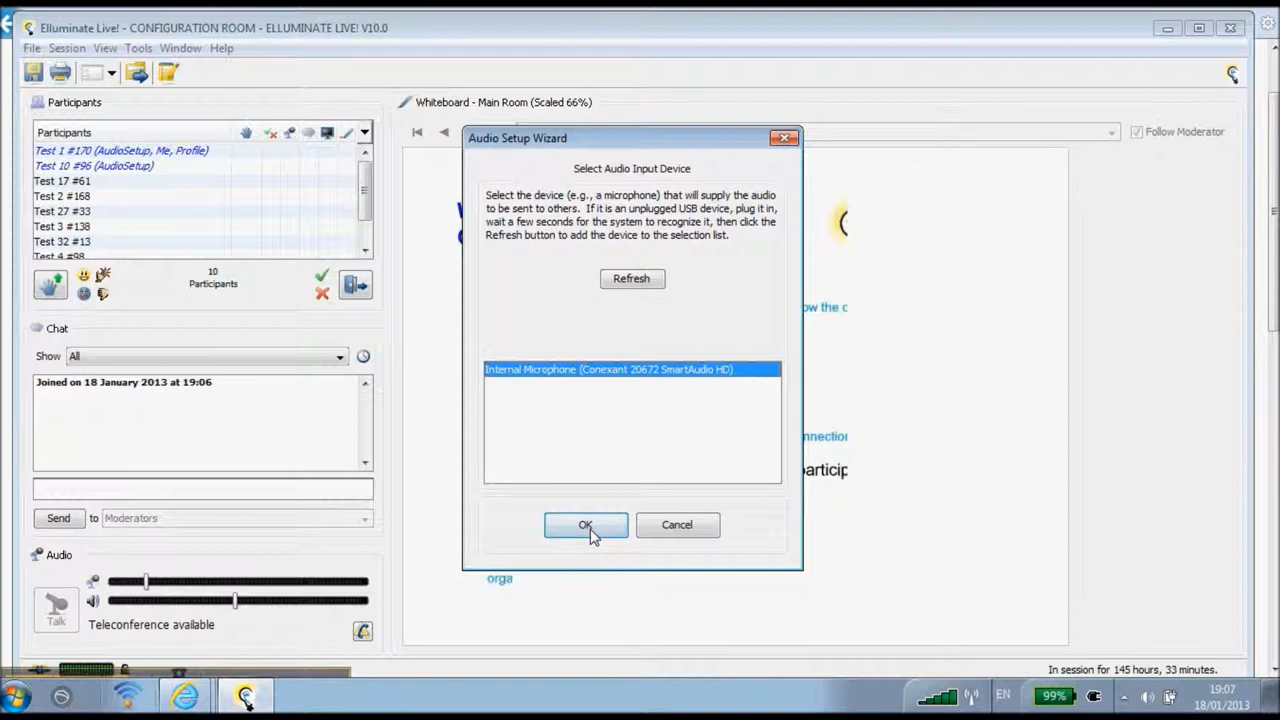 Elluminate Live! - CONFIGURATION ROOM - ELLUMINATE LIVE! V10.0
File Session View Tools Window Help
Participants
Participants
Test 1 #170 (AudioSetup, Me, Profile)
Test 10 #96 (AudioSetup)
Test 17 #61
Test 2 #168
Test 27 #33
Test 3 #138
Test 32 #13
Test 4 #98
10
Participants
Chat
Show All
Joined on 18 January 2013 at 19:06
Send to Moderators
Audio
Talk
Teleconference available
Whiteboard - Main Room (Scaled 66%)
Follow Moderator
Audio Setup Wizard
Select Audio Input Device
Select the device (e.g., a microphone) that will supply the audio
to be sent to others. If it is an unplugged USB device, plug it in,
wait a few seconds for the system to recognize it, then click the
Refresh button to add the device to the selection list.
Refresh
Internal Microphone (Conexant 20672 SmartAudio HD)
OK Cancel
ow the c
onnection
particip
orga
In session for 145 hours, 33 minutes.
EN 99% 19:07
18/01/2013